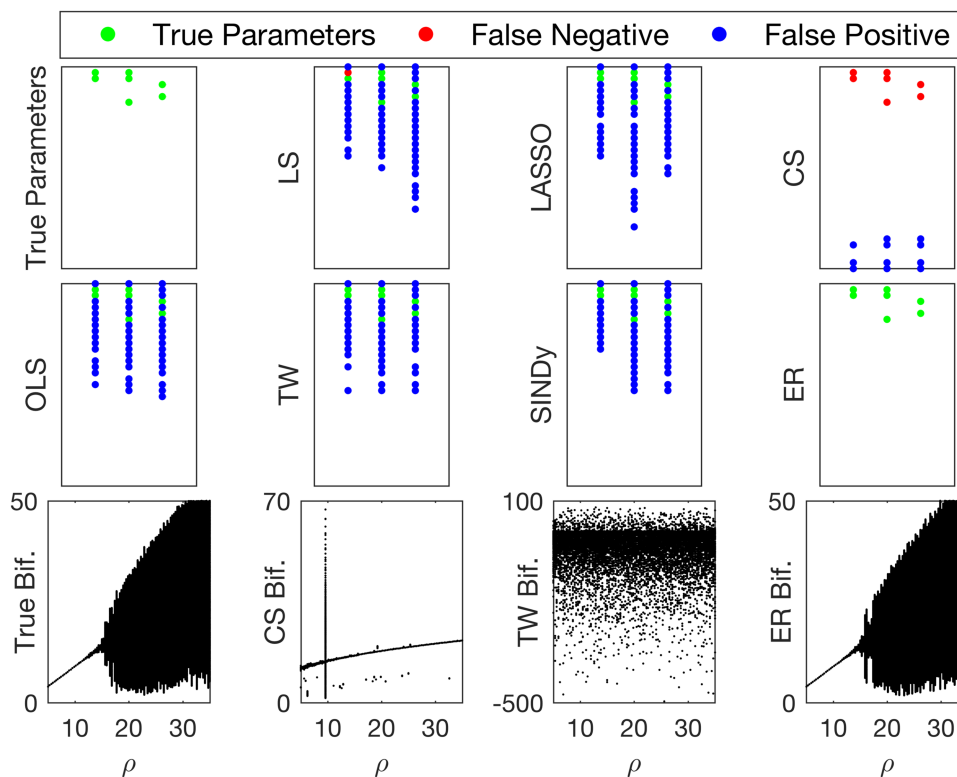 True Parameters False Negative False Positive
True Parameters
LS
LASSO
CS
OLS
TW
SINDy
ER
True Bif.
50
0
10 20 30
ρ
CS Bif.
70
0
10 20 30
ρ
TW Bif.
100
-500
10 20 30
ρ
ER Bif.
50
0
10 20 30
ρ